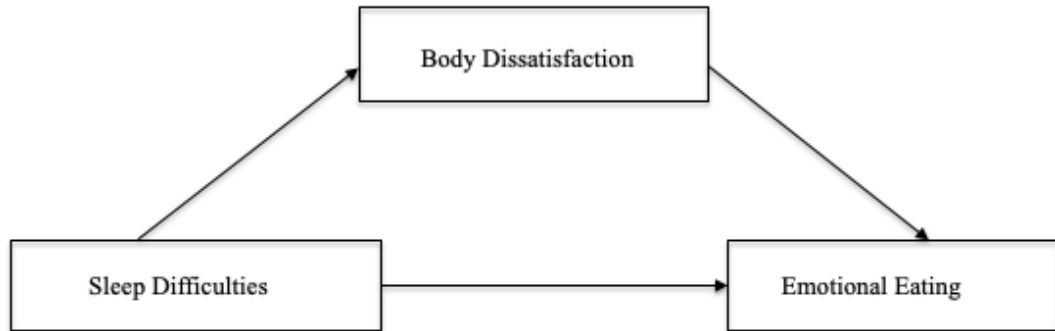 Body Dissatisfaction
Sleep Difficulties
Emotional Eating